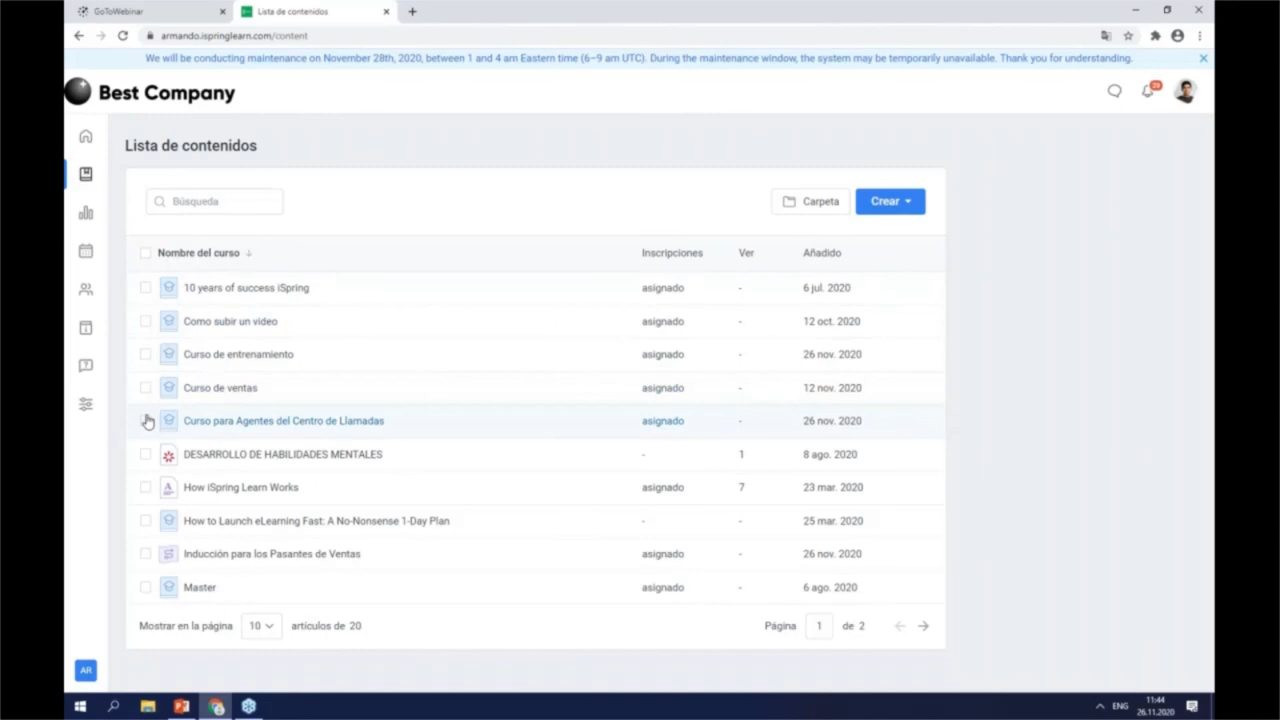 GoToWebinar
Lista de contenidos
armando.ispringlearn.com/content
We will be conducting maintenance on November 28th, 2020, between 1 and 4 am Eastern time (6–9 am UTC). During the maintenance window, the system may be temporarily unavailable. Thank you for understanding.
Best Company
29
Lista de contenidos
Búsqueda
Carpeta
Crear
Nombre del curso Inscripciones Ver Añadido
10 years of success iSpring asignado - 6 jul. 2020
Como subir un video asignado - 12 oct. 2020
Curso de entrenamiento asignado - 26 nov. 2020
Curso de ventas asignado - 12 nov. 2020
Curso para Agentes del Centro de Llamadas asignado - 26 nov. 2020
DESARROLLO DE HABILIDADES MENTALES - 1 8 ago. 2020
How iSpring Learn Works asignado 7 23 mar. 2020
How to Launch eLearning Fast: A No-Nonsense 1-Day Plan - - 25 mar. 2020
Inducción para los Pasantes de Ventas asignado - 26 nov. 2020
Master asignado - 6 ago. 2020
Mostrar en la página 10 artículos de 20 Página 1 de 2
AR
ENG
11:44
26.11.2020